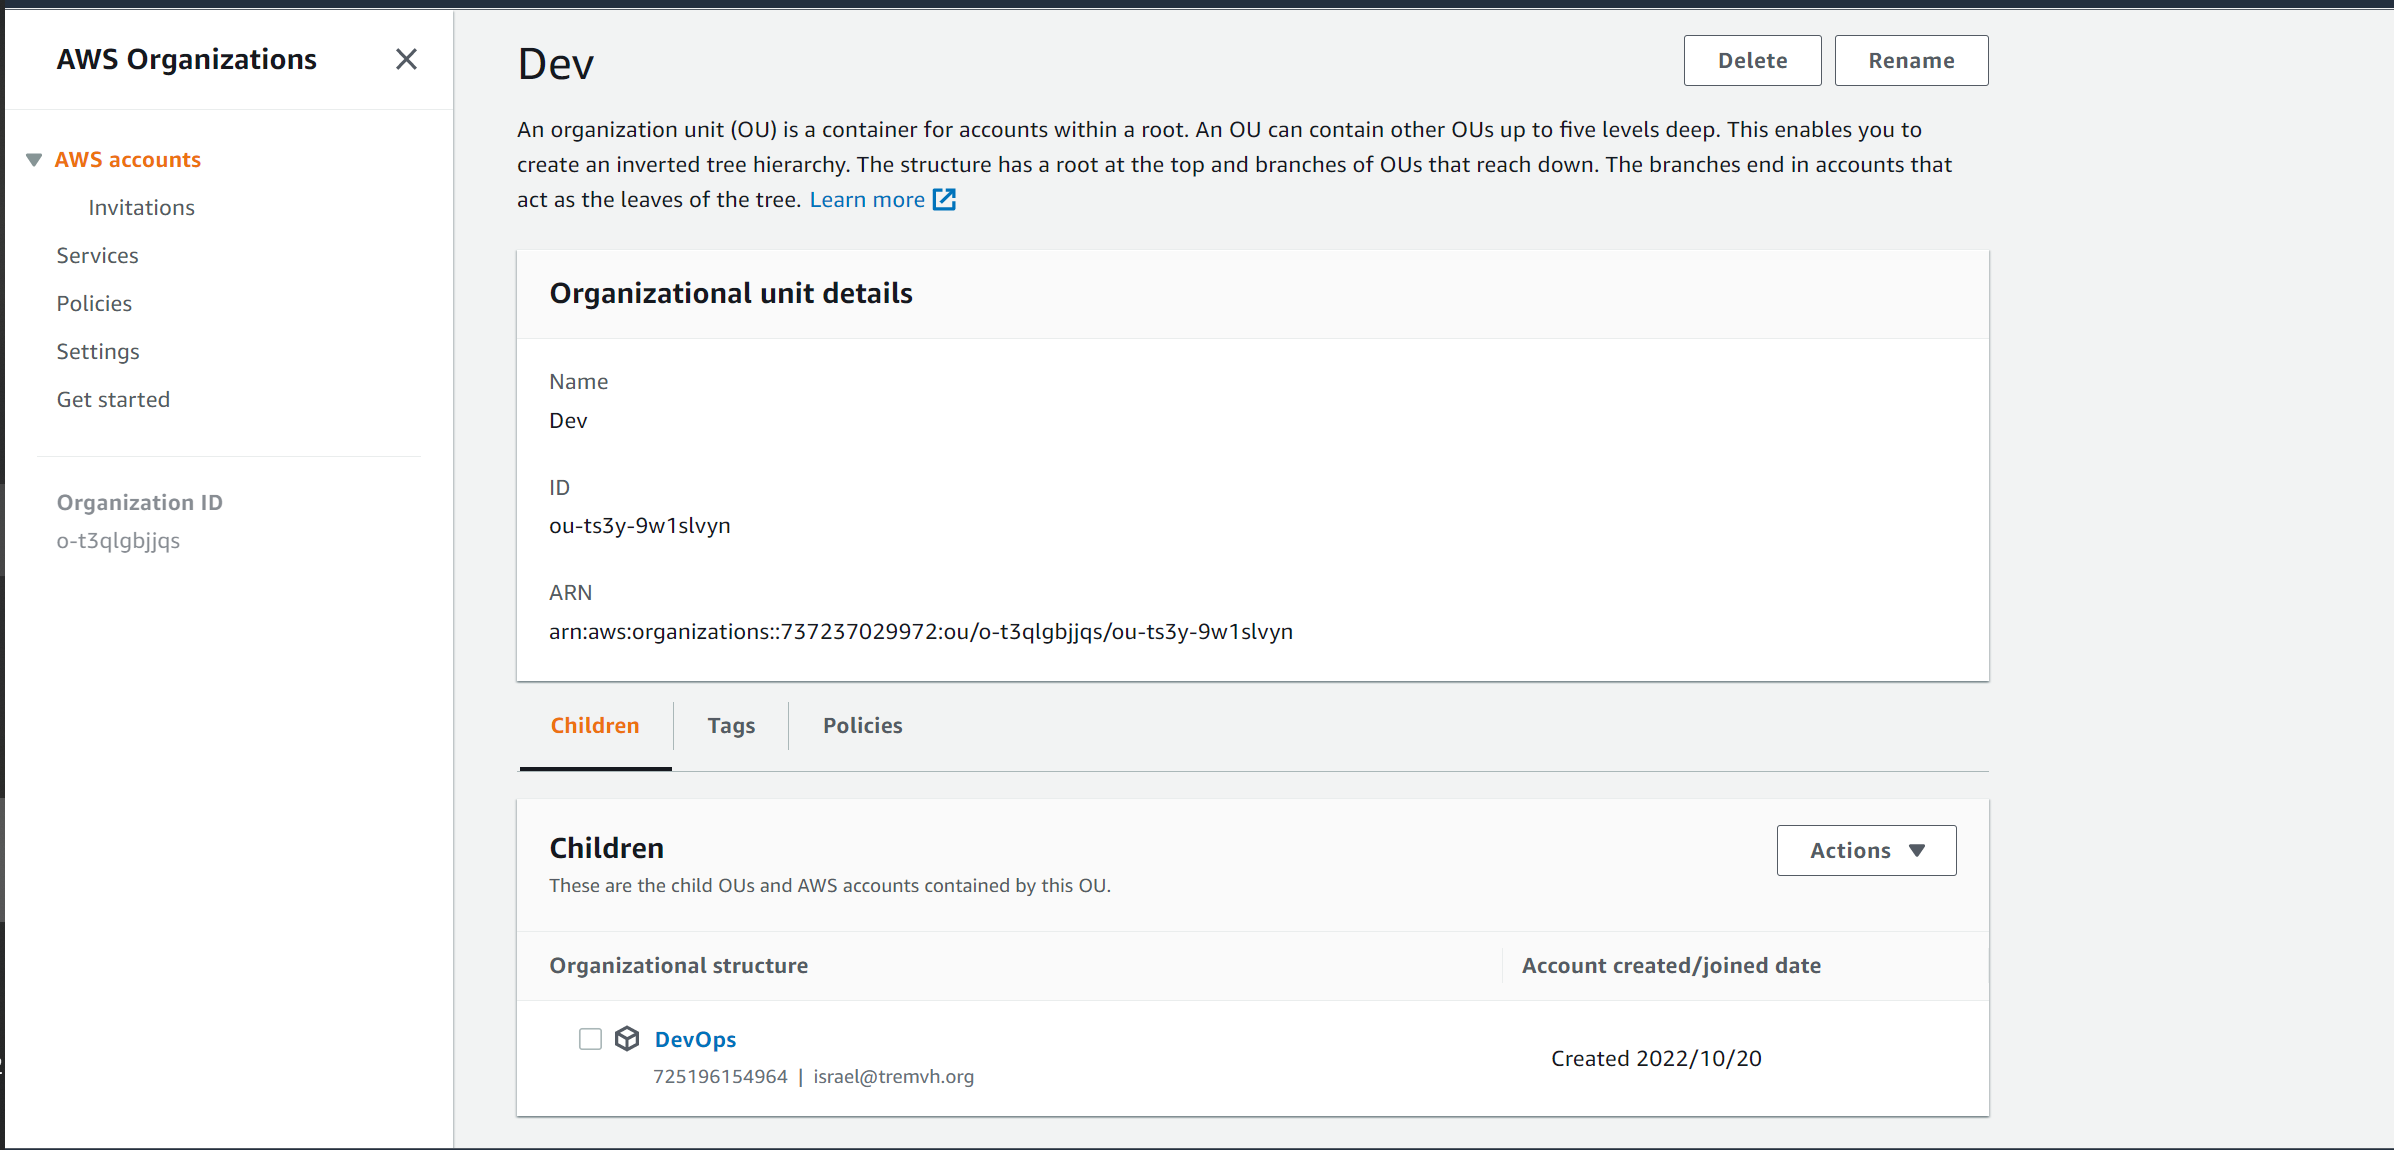 AWS Organizations
AWS accounts
Invitations
Services
Policies
Settings
Get started
Organization ID
o-t3qlgbjjqs
Dev
Delete
Rename
An organization unit (OU) is a container for accounts within a root. An OU can contain other OUs up to five levels deep. This enables you to
create an inverted tree hierarchy. The structure has a root at the top and branches of OUs that reach down. The branches end in accounts that
act as the leaves of the tree. Learn more
Organizational unit details
Name
Dev
ID
ou-ts3y-9w1slvyn
ARN
arn:aws:organizations::737237029972:ou/o-t3qlgbjjqs/ou-ts3y-9w1slvyn
Children
Tags
Policies
Children
Actions
These are the child OUs and AWS accounts contained by this OU.
Organizational structure
Account created/joined date
DevOps
725196154964 | israel@tremvh.org
Created 2022/10/20